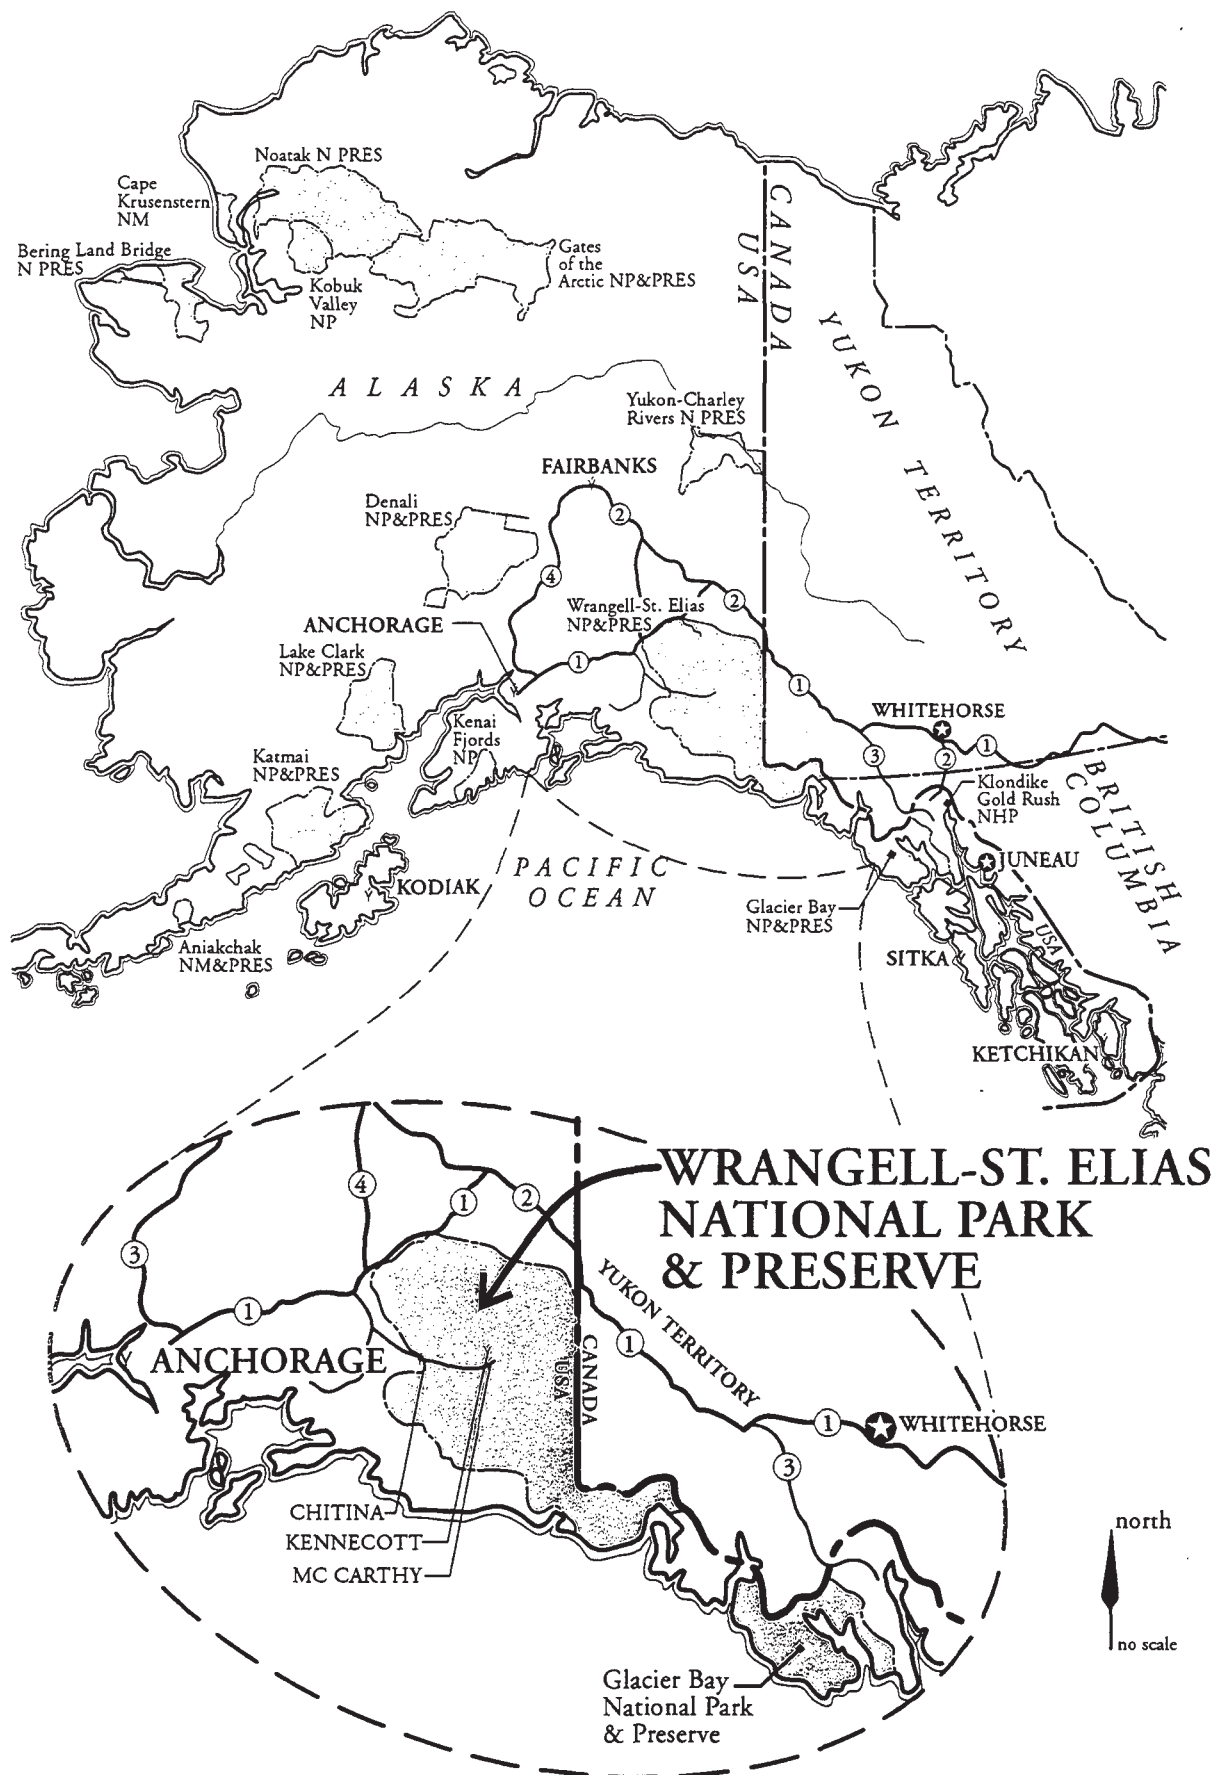 Noatak N PRES
Cape
Krusenstern
NM
Bering Land Bridge
N PRES
Gates
of the
Arctic NP&PRES
Kobuk
Valley
NP
CANADA
USA
YUKON TERRITORY
ALASKA
Yukon-Charley
Rivers N PRES
FAIRBANKS
Denali
NP&PRES
2
4
2
Wrangell-St. Elias
NP&PRES
ANCHORAGE
Lake Clark
NP&PRES
1
1
WHITEHORSE
Kenai
Fjords
NP
3
2
1
Katmai
NP&PRES
Klondike
Gold Rush
NHP
BRITISH
COLUMBIA
JUNEAU
PACIFIC
OCEAN
KODIAK
Glacier Bay
NP&PRES
USA
Aniakchak
NM&PRES
SITKA
KETCHIKAN
WRANGELL-ST. ELIAS
NATIONAL PARK
& PRESERVE
4
1
2
3
1
YUKON TERRITORY
1
ANCHORAGE
CANADA
USA
1
WHITEHORSE
3
CHITINA
KENNECOTT
MC CARTHY
north
no scale
Glacier Bay
National Park
& Preserve